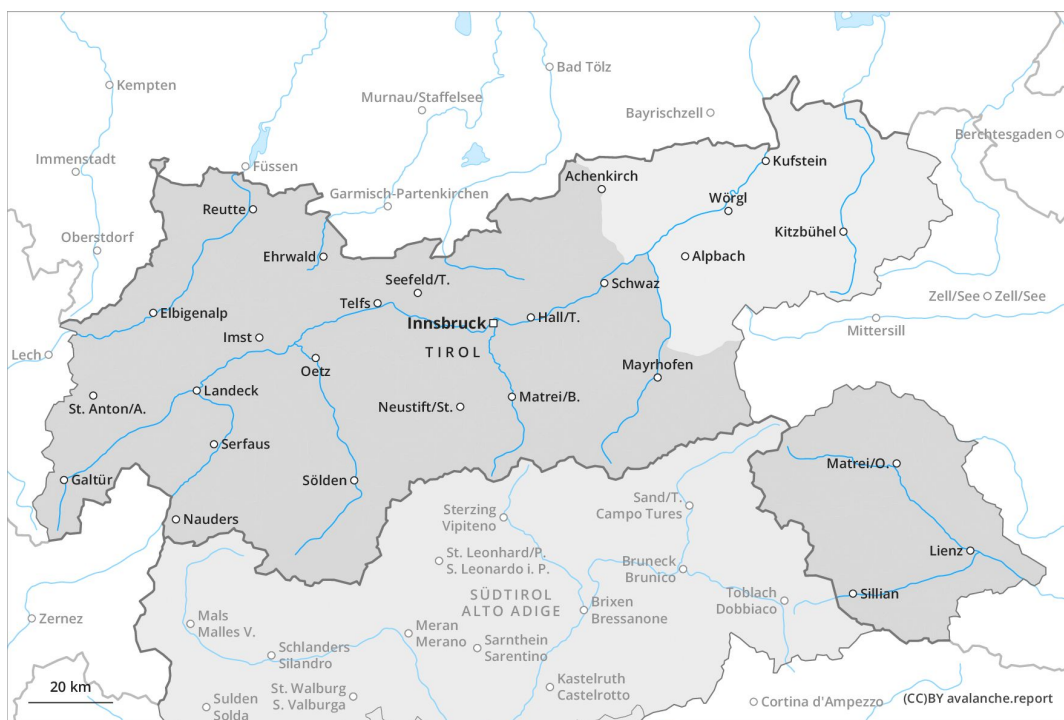 Kempten
Bad Tölz
Murnau/Staffelsee
Bayrischzell
Berchtesgaden
Immenstadt
Füssen
Kufstein
Achenkirch
Garmisch-Partenkirchen
Reutte
Wörgl
Kitzbühel
Oberstdorf
Ehrwald
Alpbach
Seefeld/T.
Schwaz
Telfs
Zell/See
Zell/See
Elbigenalp
Innsbruck
Hall/T.
Mittersill
Imst
TIROL
Lech
Oetz
Mayrhofen
Landeck
St. Anton/A.
Neustift/St.
Matrei/B.
Serfaus
Matrei/O.
Galtür
Sölden
Sand/T.
Campo Tures
Sterzing
Vipiteno
Nauders
Lienz
St. Leonhard/P.
S. Leonardo i. P.
Bruneck
Brunico
SÜDTIROL
ALTO ADIGE
Toblach
Dobbiaco
Sillian
Brixen
Bressanone
Mals
Malles V.
Zernez
Meran
Merano
Sarnthein
Sarentino
Schlanders
Silandro
20 km
St. Walburg
S. Valburga
Kastelruth
Castelrotto
Sulden
Solda
Cortina d'Ampezzo
(CC)BY avalanche.report